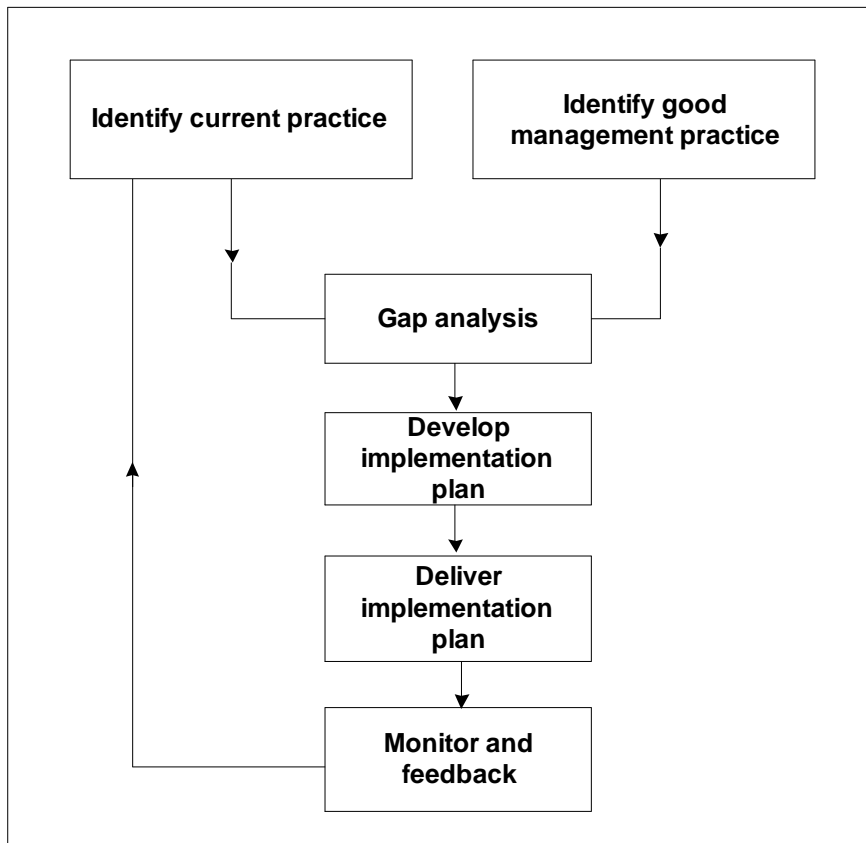 Identify current practice
Identify good
management practice
Gap analysis
Develop
implementation
plan
Deliver
implementation
plan
Monitor and
feedback